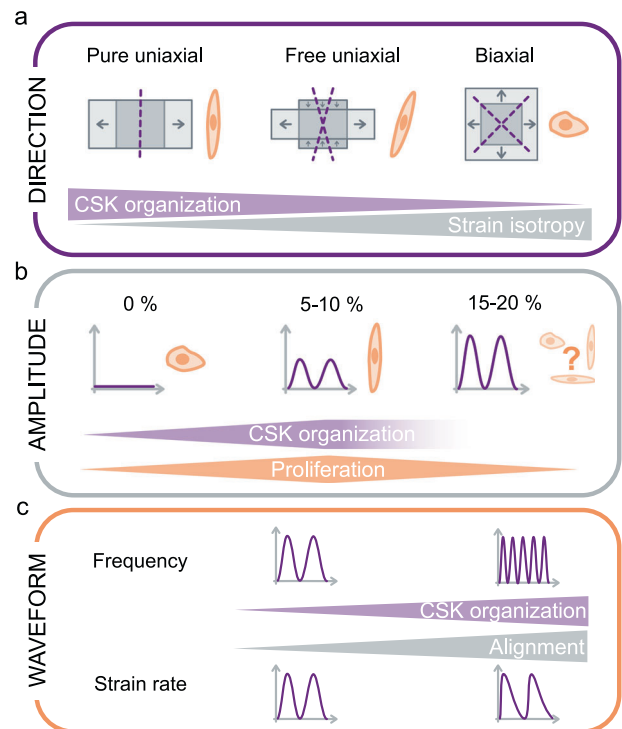 a
DIRECTION
Pure uniaxial
Free uniaxial
Biaxial
CSK organization
Strain isotropy
b
AMPLITUDE
0 %
5-10 %
15-20 %
?
CSK organization
Proliferation
c
WAVEFORM
Frequency
CSK organization
Alignment
Strain rate